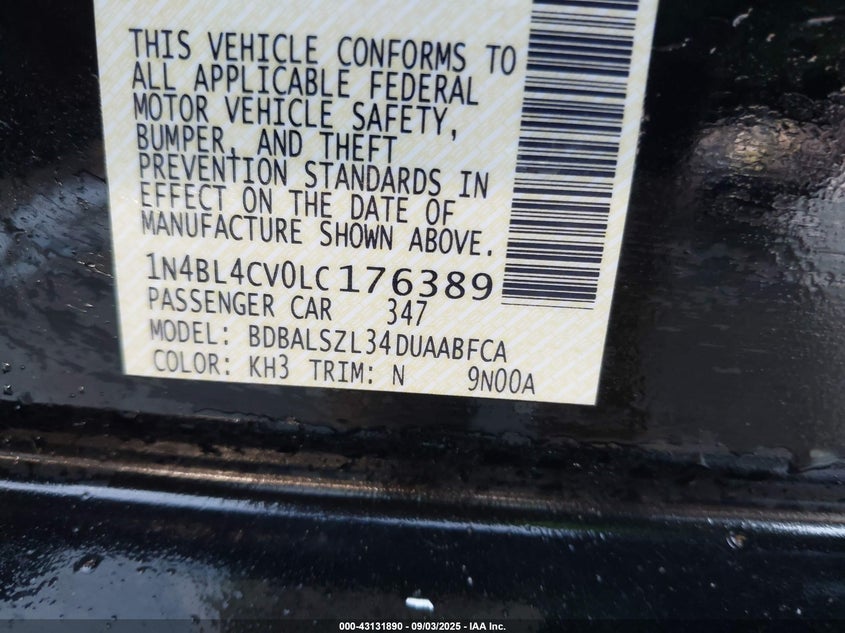 THIS VEHICLE CONFORMS TO
ALL APPLICABLE FEDERAL
MOTOR VEHICLE SAFETY,
BUMPER, AND THEFT
PREVENTION STANDARDS IN
EFFECT ON THE DATE OF
MANUFACTURE SHOWN ABOVE.
1N4BL4CV0LC176389
PASSENGER CAR 347
MODEL: BDBALSZL34DUAABFCA
COLOR: KH3 TRIM: N 9N00A
000-43131890 - 09/03/2025 - IAA Inc.